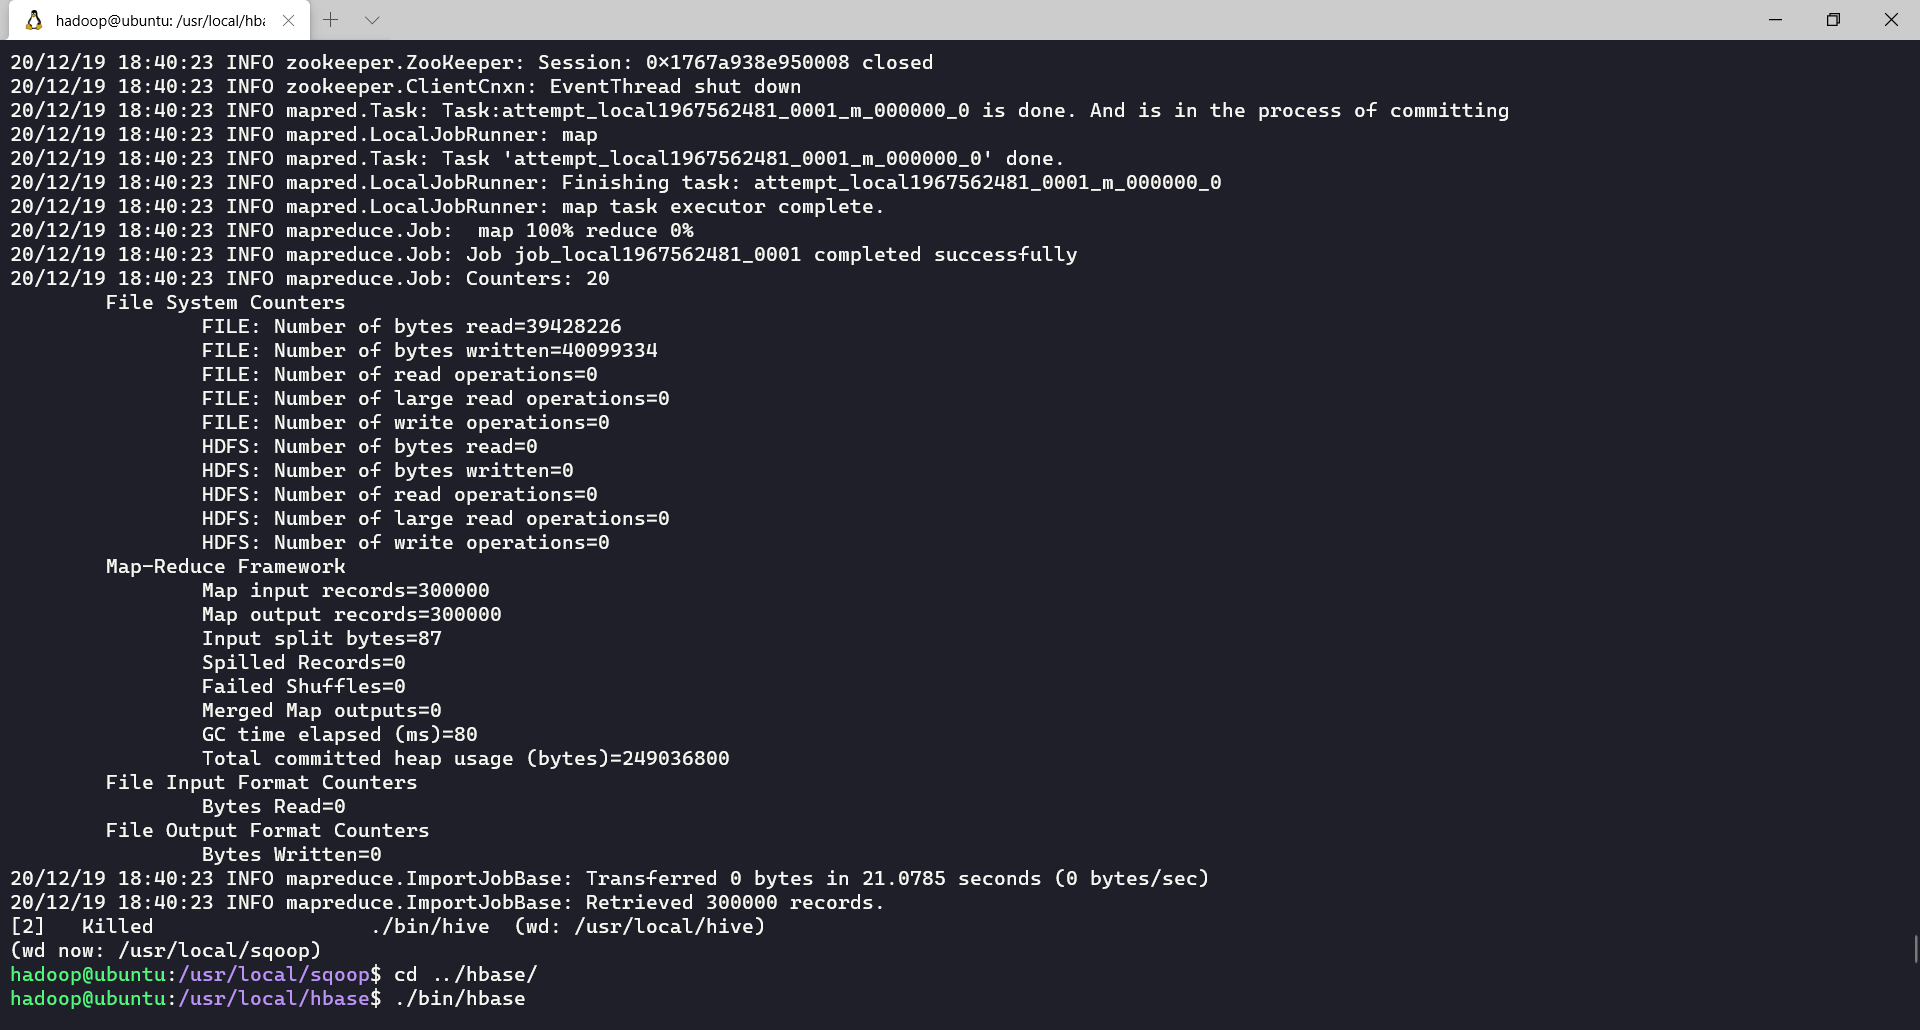 hadoop@ubuntu: /usr/local/hba
20/12/19 18:40:23 INFO zookeeper.ZooKeeper: Session: 0×1767a938e950008 closed
20/12/19 18:40:23 INFO zookeeper.ClientCnxn: EventThread shut down
20/12/19 18:40:23 INFO mapred.Task: Task:attempt_local1967562481_0001_m_000000_0 is done. And is in the process of committing
20/12/19 18:40:23 INFO mapred.LocalJobRunner: map
20/12/19 18:40:23 INFO mapred.Task: Task 'attempt_local1967562481_0001_m_000000_0' done.
20/12/19 18:40:23 INFO mapred.LocalJobRunner: Finishing task: attempt_local1967562481_0001_m_000000_0
20/12/19 18:40:23 INFO mapred.LocalJobRunner: map task executor complete.
20/12/19 18:40:23 INFO mapreduce.Job:  map 100% reduce 0%
20/12/19 18:40:23 INFO mapreduce.Job: Job job_local1967562481_0001 completed successfully
20/12/19 18:40:23 INFO mapreduce.Job: Counters: 20
File System Counters
FILE: Number of bytes read=39428226
FILE: Number of bytes written=40099334
FILE: Number of read operations=0
FILE: Number of large read operations=0
FILE: Number of write operations=0
HDFS: Number of bytes read=0
HDFS: Number of bytes written=0
HDFS: Number of read operations=0
HDFS: Number of large read operations=0
HDFS: Number of write operations=0
Map-Reduce Framework
Map input records=300000
Map output records=300000
Input split bytes=87
Spilled Records=0
Failed Shuffles=0
Merged Map outputs=0
GC time elapsed (ms)=80
Total committed heap usage (bytes)=249036800
File Input Format Counters
Bytes Read=0
File Output Format Counters
Bytes Written=0
20/12/19 18:40:23 INFO mapreduce.ImportJobBase: Transferred 0 bytes in 21.0785 seconds (0 bytes/sec)
20/12/19 18:40:23 INFO mapreduce.ImportJobBase: Retrieved 300000 records.
[2]   Killed                  ./bin/hive  (wd: /usr/local/hive)
(wd now: /usr/local/sqoop)
hadoop@ubuntu:/usr/local/sqoop$ cd ../hbase/
hadoop@ubuntu:/usr/local/hbase$ ./bin/hbase